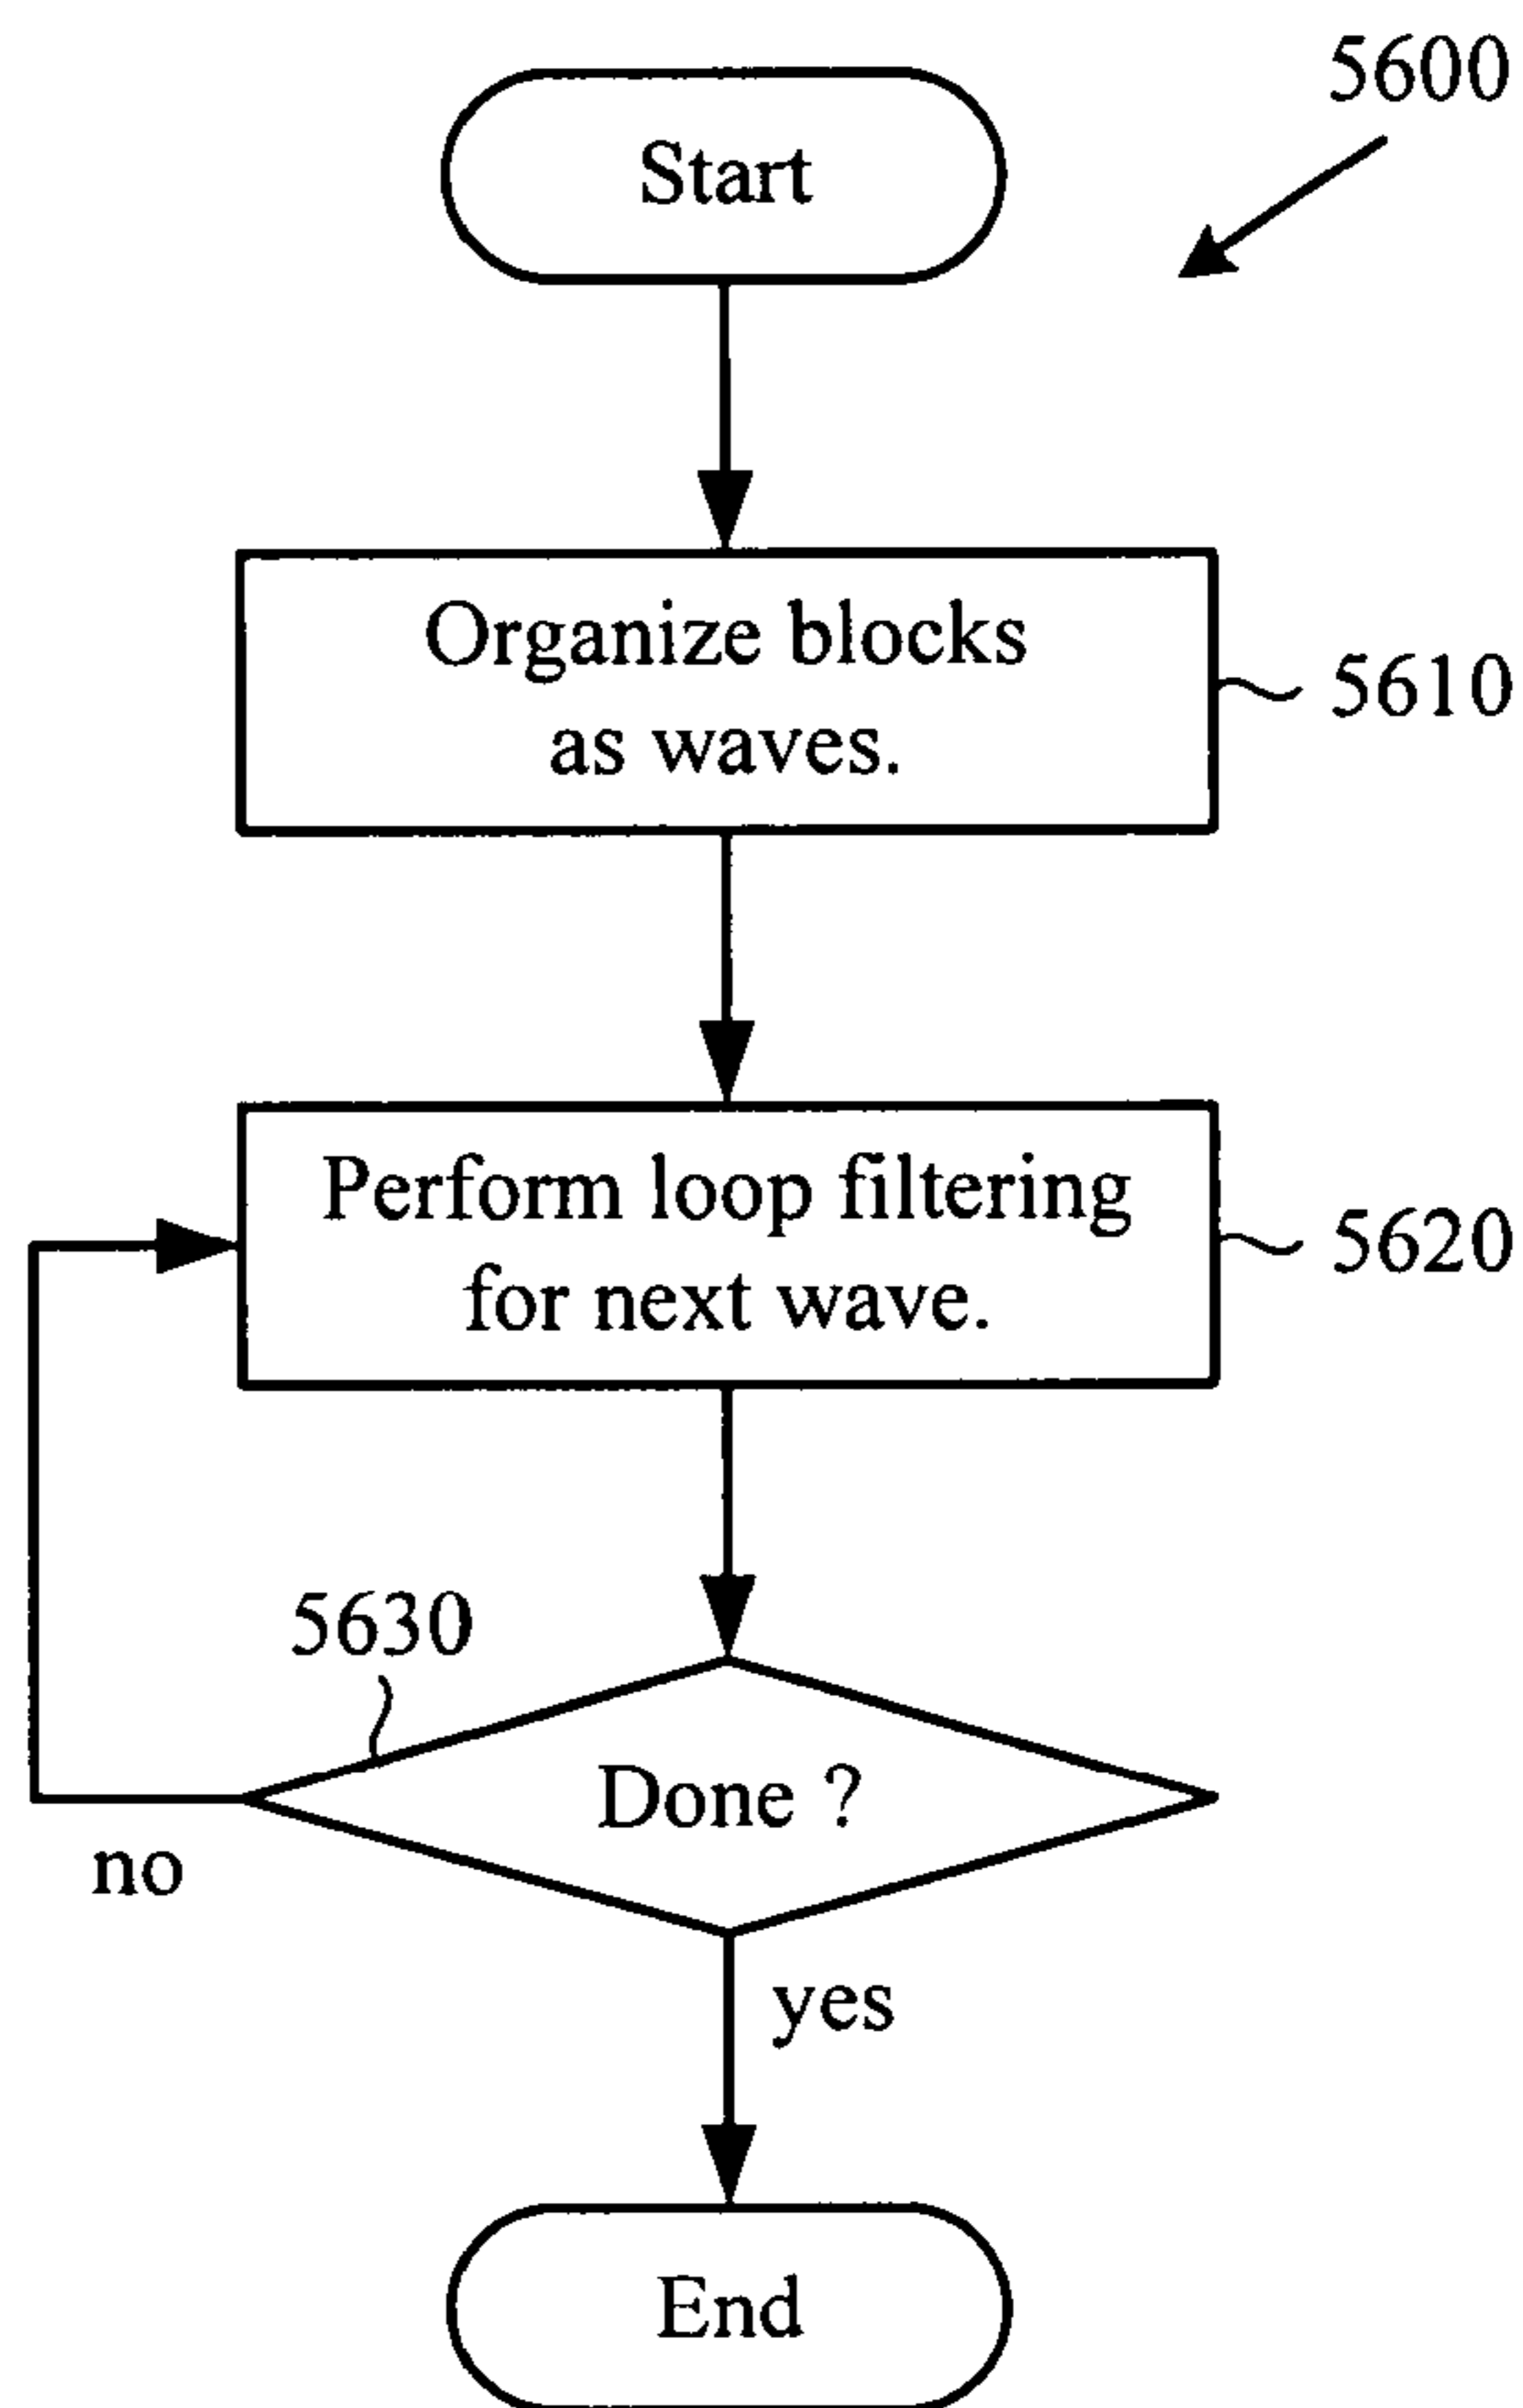 5600
Start
Organize blocks
as waves.
5610
Perform loop filtering
for next wave.
5620
5630
Done ?
no
yes
End